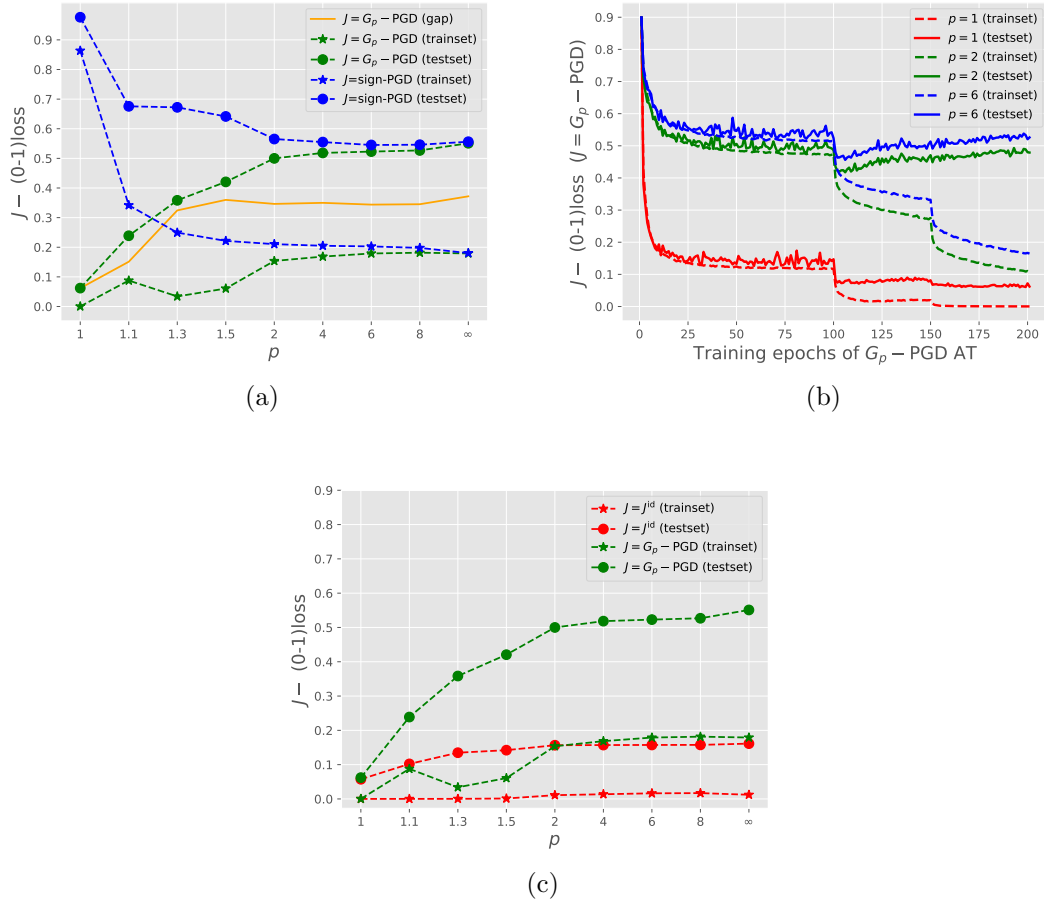 J = G_p − PGD (gap)
J = G_p − PGD (trainset)
J = G_p − PGD (testset)
J=sign-PGD (trainset)
J=sign-PGD (testset)
J − (0-1)loss
0.9
0.8
0.7
0.6
0.5
0.4
0.3
0.2
0.1
0.0
1 1.1 1.3 1.5 2 4 6 8 ∞
p
(a)
p = 1 (trainset)
p = 1 (testset)
p = 2 (trainset)
p = 2 (testset)
p = 6 (trainset)
p = 6 (testset)
J − (0-1)loss (J = G_p − PGD)
0.9
0.8
0.7
0.6
0.5
0.4
0.3
0.2
0.1
0.0
0 25 50 75 100 125 150 175 200
Training epochs of G_p − PGD AT
(b)
J = J^id (trainset)
J = J^id (testset)
J = G_p − PGD (trainset)
J = G_p − PGD (testset)
J − (0-1)loss
0.9
0.8
0.7
0.6
0.5
0.4
0.3
0.2
0.1
0.0
1 1.1 1.3 1.5 2 4 6 8 ∞
p
(c)